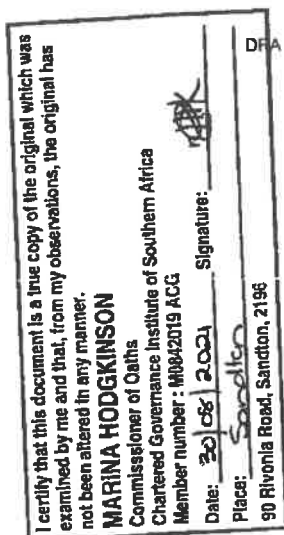 I certify that this document is a true copy of the original which was
examined by me and that, from my observations, the original has
not been altered in any manner.
MARINA HODGKINSON
Commissioner of Oaths
Chartered Governance Institute of Southern Africa
Member number: M0842019 ACG
Date: 30/08/2021 Signature:
Place: Sandton
90 Rivonia Road, Sandton, 2196